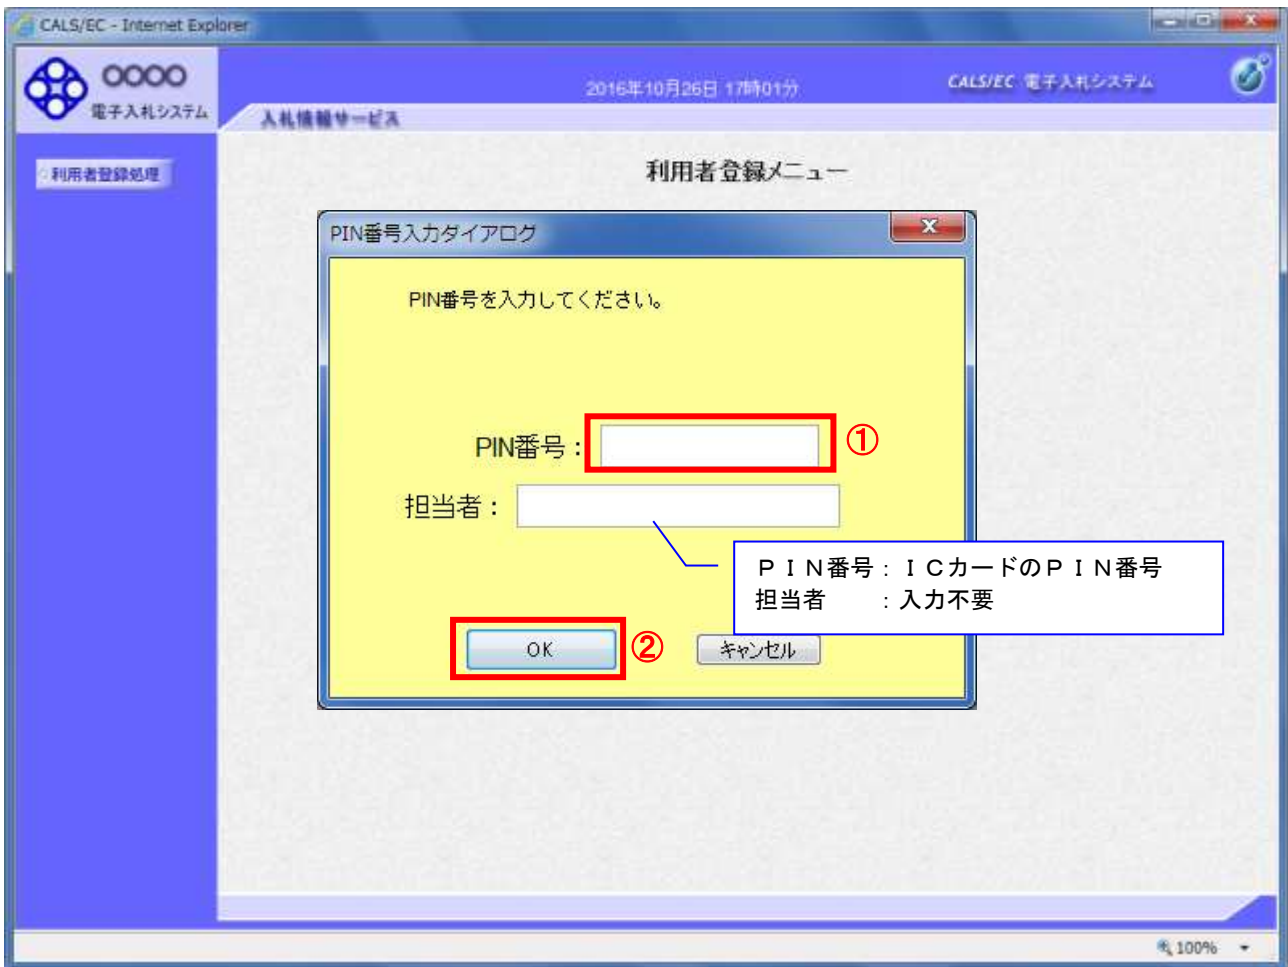 CALS/EC - Internet Explorer
○○○○
電子入札システム
2016年10月26日 17時01分
CALS/EC 電子入札システム
入札情報サービス
利用者登録処理
利用者登録メニュー
PIN番号入力ダイアログ
PIN番号を入力してください。
PIN番号：
①
担当者：
ＰＩＮ番号：ＩＣカードのＰＩＮ番号
担当者　　：入力不要
OK
②
キャンセル
100%